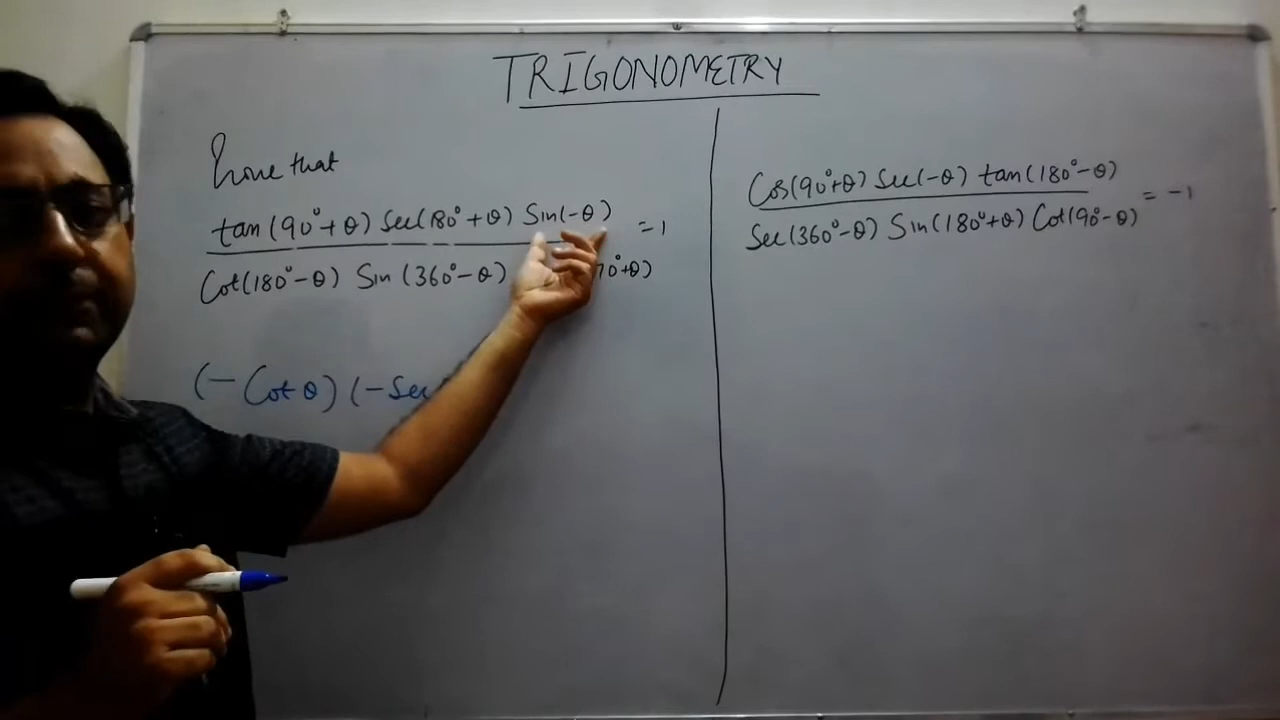 TRIGONOMETRY
Prove that
tan(90°+θ) Sec(180°+θ) Sin(-θ)
= 1
Cot(180°-θ) Sin(360°-θ) 70°+θ)
(- Cot θ) (- Sec
Cos(90°+θ) Sec(-θ) tan(180°-θ)
= -1
Sec(360°-θ) Sin(180°+θ) Cot(90°-θ)